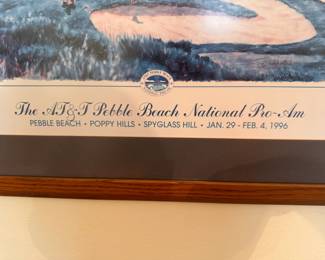 The AT&T Pebble Beach National Pro-Am
PEBBLE BEACH • POPPY HILLS • SPYGLASS HILL • JAN. 29 - FEB. 4, 1996